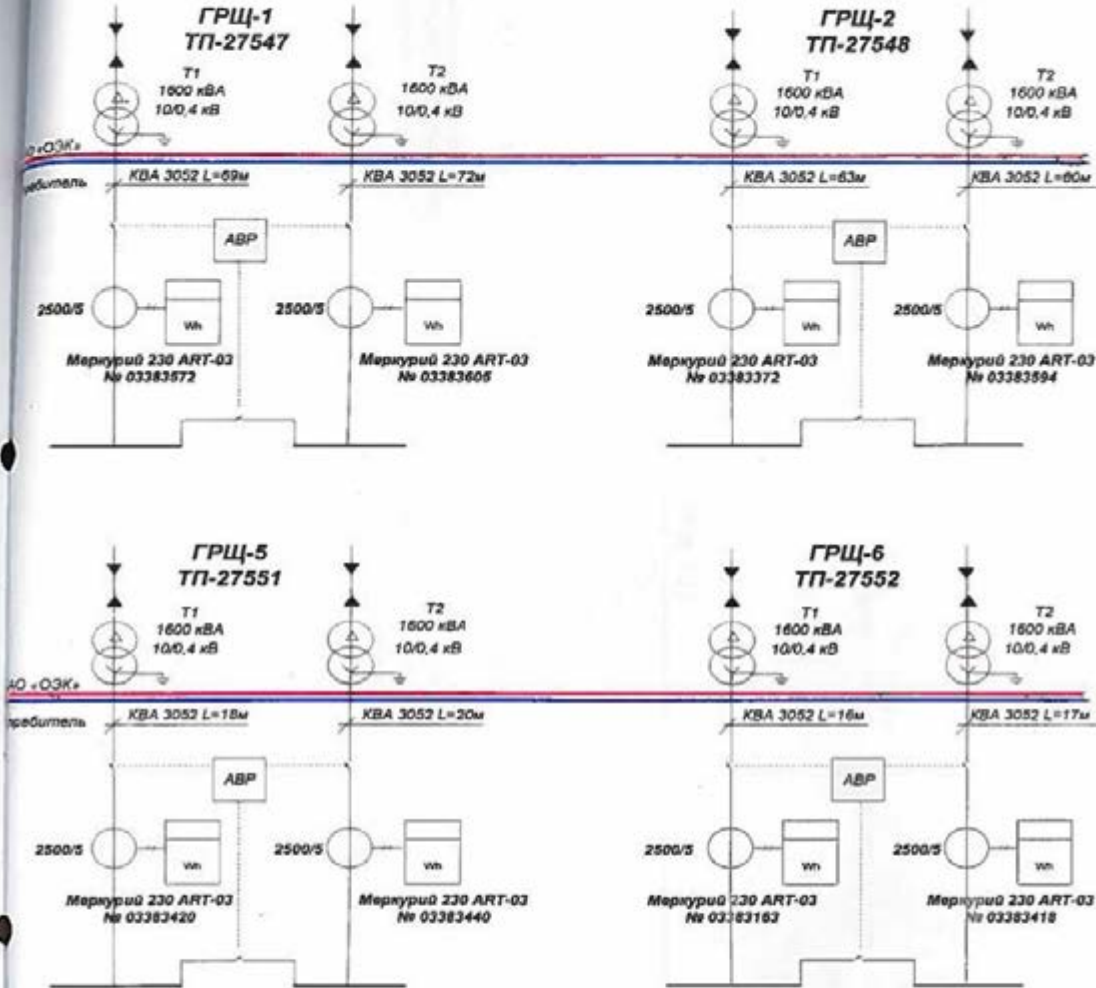 ГРЩ-1
ТП-27547
Т1
1600 кВА
10/0,4 кВ
Т2
1600 кВА
10/0,4 кВ
ГРЩ-2
ТП-27548
Т1
1600 кВА
10/0,4 кВ
Т2
1600 кВА
10/0,4 кВ
«ОЭК»
КВА 3052 L=69м
КВА 3052 L=72м
КВА 3052 L=63м
КВА 3052 L=60м
АВР
АВР
2500/5
Wh
2500/5
Wh
2500/5
Wh
2500/5
Wh
Меркурий 230 ART-03
№ 03383572
Меркурий 230 ART-03
№ 03383605
Меркурий 230 ART-03
№ 03383372
Меркурий 230 ART-03
№ 03383594
ГРЩ-5
ТП-27551
Т1
1600 кВА
10/0,4 кВ
Т2
1600 кВА
10/0,4 кВ
ГРЩ-6
ТП-27552
Т1
1600 кВА
10/0,4 кВ
Т2
1600 кВА
10/0,4 кВ
АО «ОЭК»
требитель
КВА 3052 L=18м
КВА 3052 L=20м
КВА 3052 L=16м
КВА 3052 L=17м
АВР
АВР
2500/5
Wh
2500/5
Wh
2500/5
Wh
2500/5
Wh
Меркурий 230 ART-03
№ 03383420
Меркурий 230 ART-03
№ 03383440
Меркурий 230 ART-03
№ 03383163
Меркурий 230 ART-03
№ 03383418